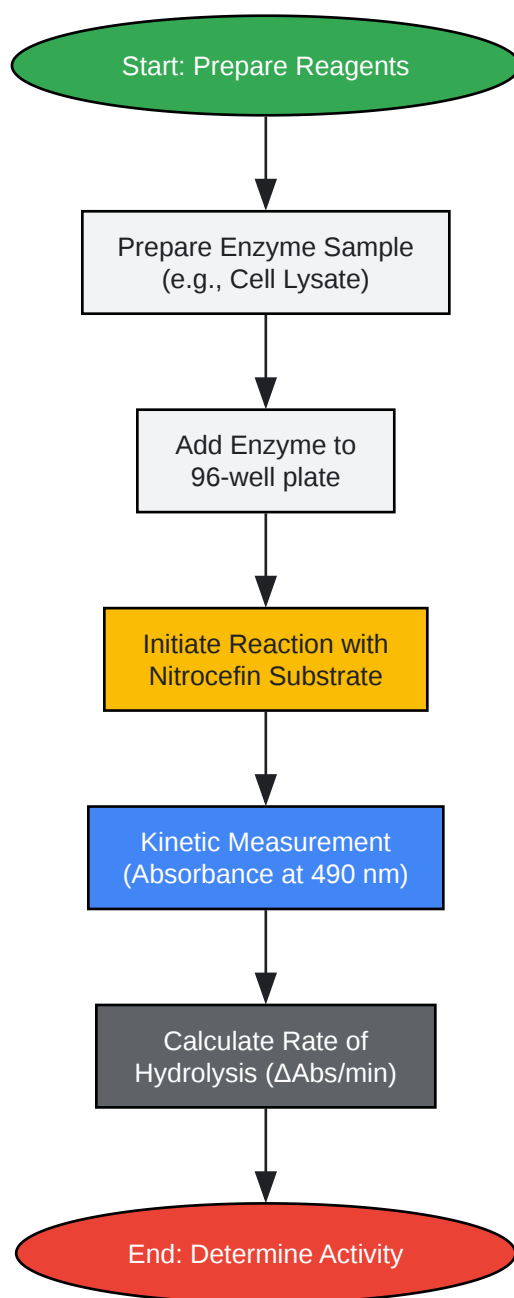 Start: Prepare Reagents
Prepare Enzyme Sample
(e.g., Cell Lysate)
Add Enzyme to
96-well plate
Initiate Reaction with
Nitrocefin Substrate
Kinetic Measurement
(Absorbance at 490 nm)
Calculate Rate of
Hydrolysis (ΔAbs/min)
End: Determine Activity